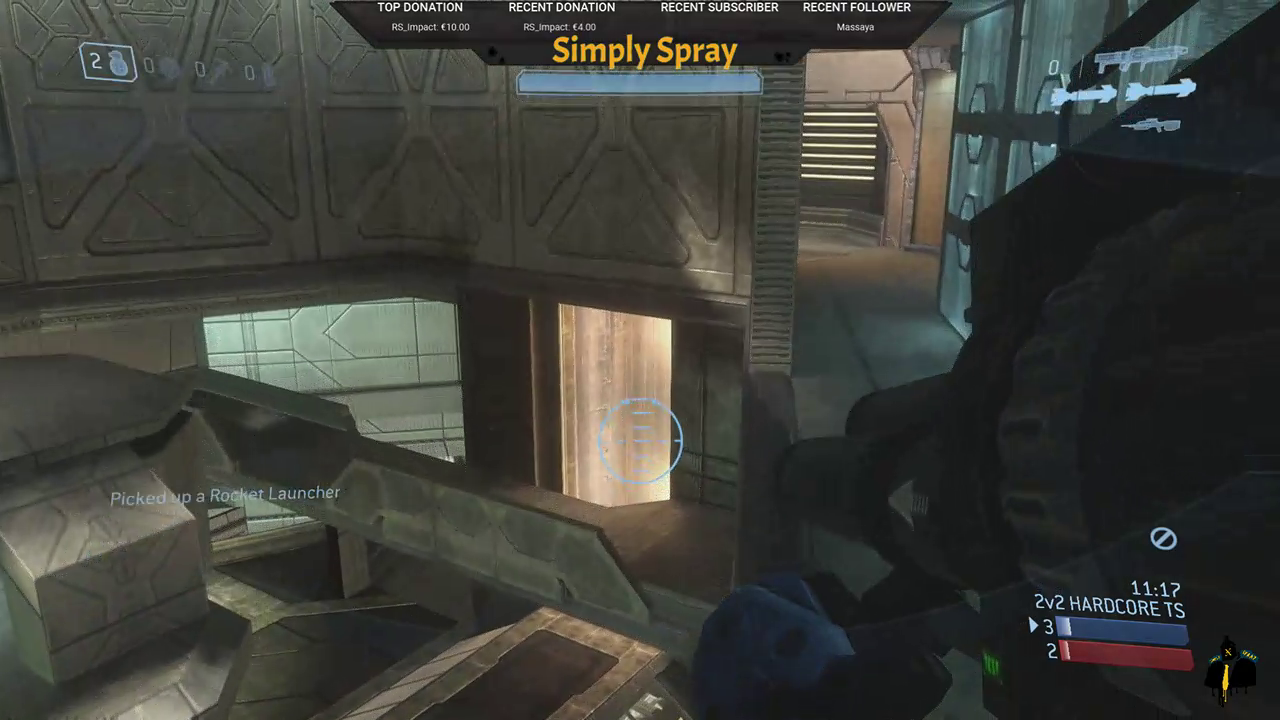 TOP DONATION
RECENT DONATION
RECENT SUBSCRIBER
RECENT FOLLOWER
RS_Impact: €10.00
RS_Impact: €4.00
Massaya
Simply Spray
2
0
0
0
0
Picked up a Rocket Launcher
11:17
2v2 HARDCORE TS
3
2